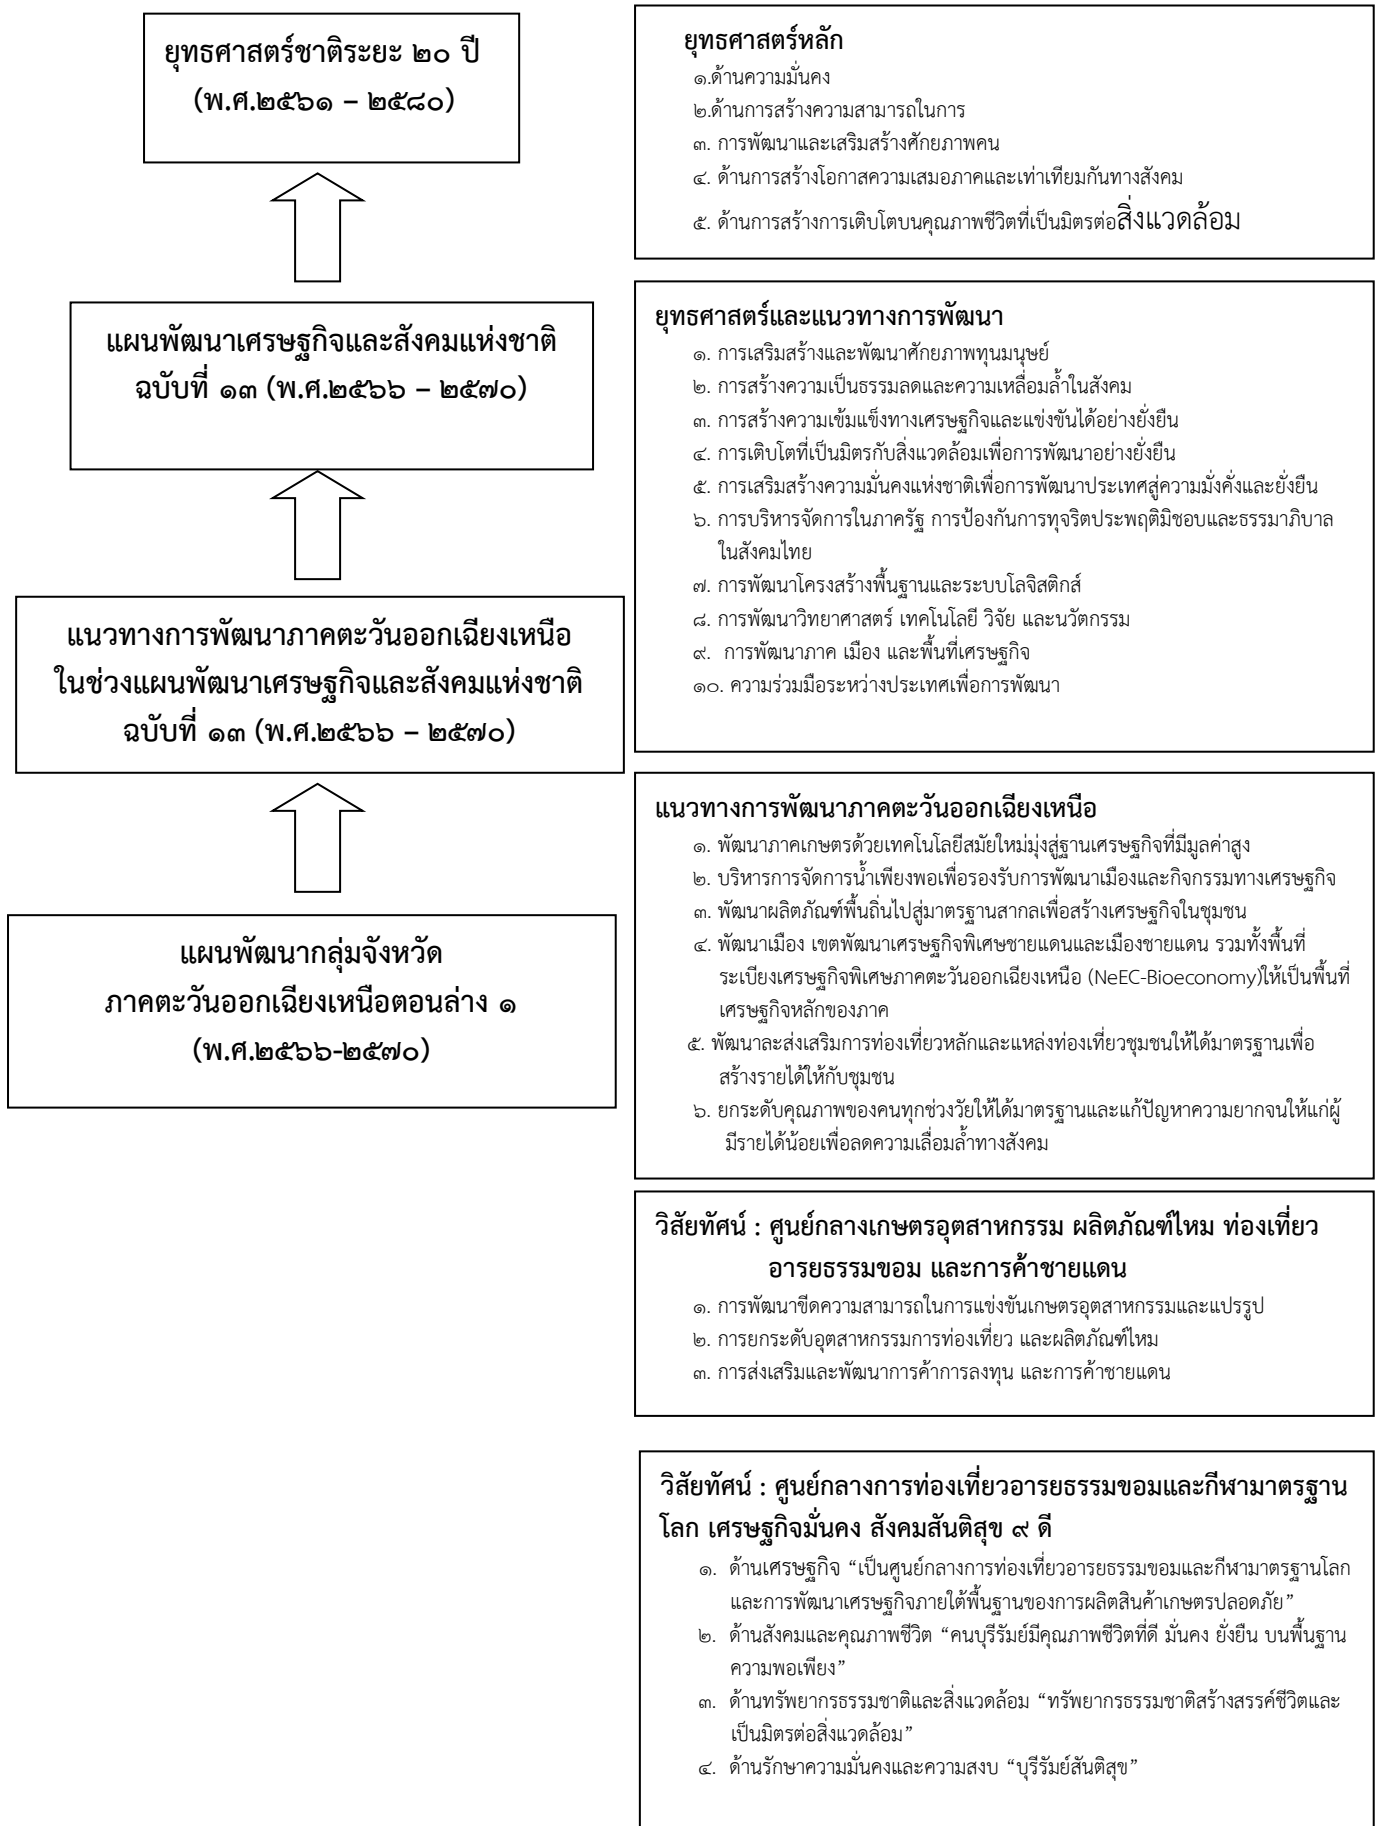 ยุทธศาสตร์ชาติระยะ ๒๐ ปี
(พ.ศ.๒๕๖๑ – ๒๕๘๐)
ยุทธศาสตร์หลัก
๑.ด้านความมั่นคง
๒.ด้านการสร้างความสามารถในการ
๓. การพัฒนาและเสริมสร้างศักยภาพคน
๔. ด้านการสร้างโอกาสความเสมอภาคและเท่าเทียมกันทางสังคม
๕. ด้านการสร้างการเติบโตบนคุณภาพชีวิตที่เป็นมิตรต่อสิ่งแวดล้อม
แผนพัฒนาเศรษฐกิจและสังคมแห่งชาติ
ฉบับที่ ๑๓ (พ.ศ.๒๕๖๖ – ๒๕๗๐)
ยุทธศาสตร์และแนวทางการพัฒนา
๑. การเสริมสร้างและพัฒนาศักยภาพทุนมนุษย์
๒. การสร้างความเป็นธรรมลดและความเหลื่อมล้ำในสังคม
๓. การสร้างความเข้มแข็งทางเศรษฐกิจและแข่งขันได้อย่างยั่งยืน
๔. การเติบโตที่เป็นมิตรกับสิ่งแวดล้อมเพื่อการพัฒนาอย่างยั่งยืน
๕. การเสริมสร้างความมั่นคงแห่งชาติเพื่อการพัฒนาประเทศสู่ความมั่งคั่งและยั่งยืน
๖. การบริหารจัดการในภาครัฐ การป้องกันการทุจริตประพฤติมิชอบและธรรมาภิบาล
ในสังคมไทย
๗. การพัฒนาโครงสร้างพื้นฐานและระบบโลจิสติกส์
๘. การพัฒนาวิทยาศาสตร์ เทคโนโลยี วิจัย และนวัตกรรม
๙. การพัฒนาภาค เมือง และพื้นที่เศรษฐกิจ
๑๐. ความร่วมมือระหว่างประเทศเพื่อการพัฒนา
แนวทางการพัฒนาภาคตะวันออกเฉียงเหนือ
ในช่วงแผนพัฒนาเศรษฐกิจและสังคมแห่งชาติ
ฉบับที่ ๑๓ (พ.ศ.๒๕๖๖ – ๒๕๗๐)
แนวทางการพัฒนาภาคตะวันออกเฉียงเหนือ
๑. พัฒนาภาคเกษตรด้วยเทคโนโลยีสมัยใหม่มุ่งสู่ฐานเศรษฐกิจที่มีมูลค่าสูง
๒. บริหารการจัดการน้ำเพียงพอเพื่อรองรับการพัฒนาเมืองและกิจกรรมทางเศรษฐกิจ
๓. พัฒนาผลิตภัณฑ์พื้นถิ่นไปสู่มาตรฐานสากลเพื่อสร้างเศรษฐกิจในชุมชน
๔. พัฒนาเมือง เขตพัฒนาเศรษฐกิจพิเศษชายแดนและเมืองชายแดน รวมทั้งพื้นที่
ระเบียงเศรษฐกิจพิเศษภาคตะวันออกเฉียงเหนือ (NeEC-Bioeconomy)ให้เป็นพื้นที่
เศรษฐกิจหลักของภาค
๕. พัฒนาละส่งเสริมการท่องเที่ยวหลักและแหล่งท่องเที่ยวชุมชนให้ได้มาตรฐานเพื่อ
สร้างรายได้ให้กับชุมชน
๖. ยกระดับคุณภาพของคนทุกช่วงวัยให้ได้มาตรฐานและแก้ปัญหาความยากจนให้แก่ผู้
มีรายได้น้อยเพื่อลดความเลื่อมล้ำทางสังคม
แผนพัฒนากลุ่มจังหวัด
ภาคตะวันออกเฉียงเหนือตอนล่าง ๑
(พ.ศ.๒๕๖๖-๒๕๗๐)
วิสัยทัศน์ : ศูนย์กลางเกษตรอุตสาหกรรม ผลิตภัณฑ์ไหม ท่องเที่ยว
อารยธรรมขอม และการค้าชายแดน
๑. การพัฒนาขีดความสามารถในการแข่งขันเกษตรอุตสาหกรรมและแปรรูป
๒. การยกระดับอุตสาหกรรมการท่องเที่ยว และผลิตภัณฑ์ไหม
๓. การส่งเสริมและพัฒนาการค้าการลงทุน และการค้าชายแดน
วิสัยทัศน์ : ศูนย์กลางการท่องเที่ยวอารยธรรมขอมและกีฬามาตรฐาน
โลก เศรษฐกิจมั่นคง สังคมสันติสุข ๙ ดี
๑. ด้านเศรษฐกิจ “เป็นศูนย์กลางการท่องเที่ยวอารยธรรมขอมและกีฬามาตรฐานโลก
และการพัฒนาเศรษฐกิจภายใต้พื้นฐานของการผลิตสินค้าเกษตรปลอดภัย”
๒. ด้านสังคมและคุณภาพชีวิต “คนบุรีรัมย์มีคุณภาพชีวิตที่ดี มั่นคง ยั่งยืน บนพื้นฐาน
ความพอเพียง”
๓. ด้านทรัพยากรธรรมชาติและสิ่งแวดล้อม “ทรัพยากรธรรมชาติสร้างสรรค์ชีวิตและ
เป็นมิตรต่อสิ่งแวดล้อม”
๔. ด้านรักษาความมั่นคงและความสงบ “บุรีรัมย์สันติสุข”